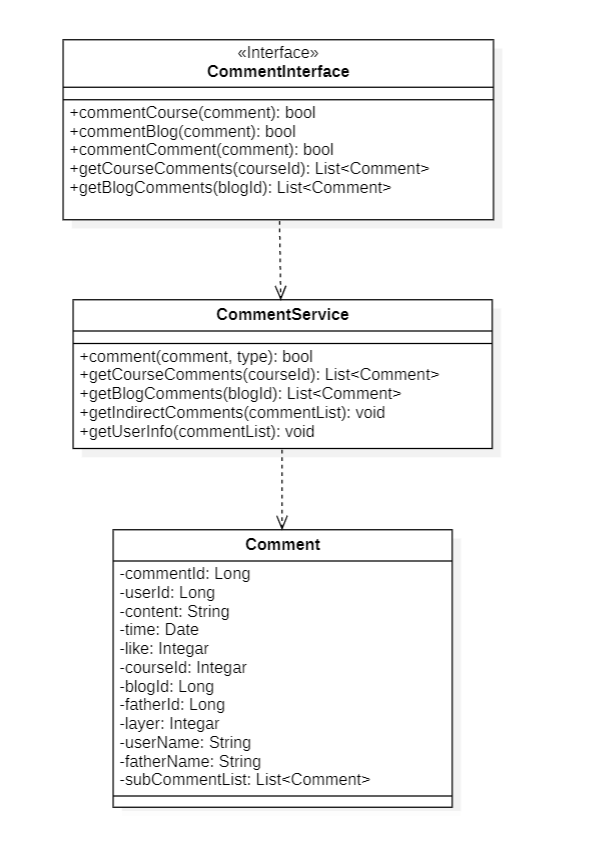 «Interface»
CommentInterface
+commentCourse(comment): bool
+commentBlog(comment): bool
+commentComment(comment): bool
+getCourseComments(courseId): List<Comment>
+getBlogComments(blogId): List<Comment>
CommentService
+comment(comment, type): bool
+getCourseComments(courseId): List<Comment>
+getBlogComments(blogId): List<Comment>
+getIndirectComments(commentList): void
+getUserInfo(commentList): void
Comment
-commentId: Long
-userId: Long
-content: String
-time: Date
-like: Integar
-courseId: Integar
-blogId: Long
-fatherId: Long
-layer: Integar
-userName: String
-fatherName: String
-subCommentList: List<Comment>